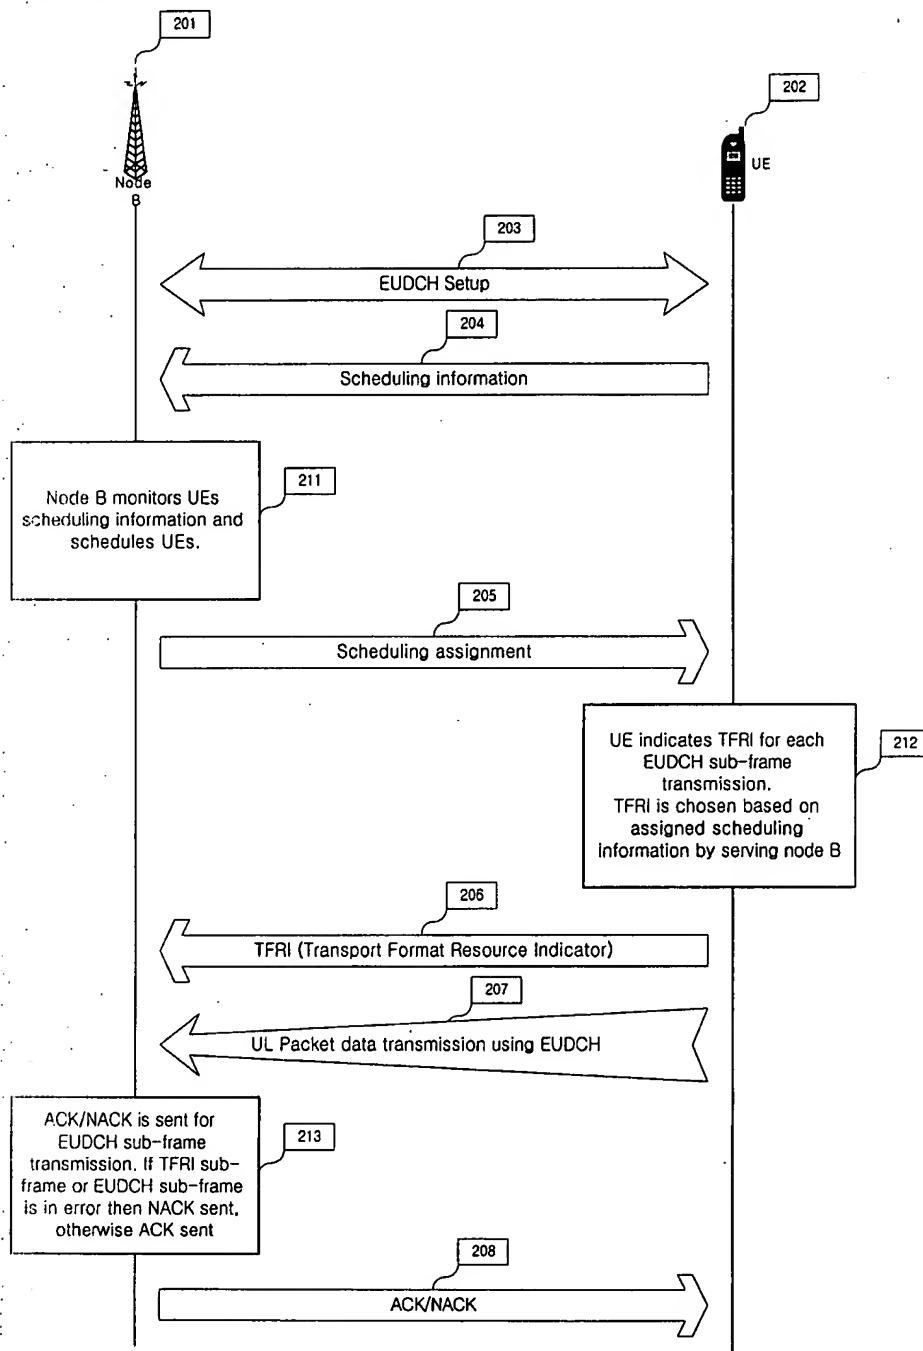 201
202
Node
B
UE
203
EUDCH Setup
204
Scheduling information
211
Node B monitors UEs
scheduling information and
schedules UEs.
205
Scheduling assignment
212
UE indicates TFRI for each
EUDCH sub-frame
transmission.
TFRI is chosen based on
assigned scheduling
information by serving node B
206
TFRI (Transport Format Resource Indicator)
207
UL Packet data transmission using EUDCH
ACK/NACK is sent for
EUDCH sub-frame
transmission. If TFRI sub-
frame or EUDCH sub-frame
is in error then NACK sent,
otherwise ACK sent
213
208
ACK/NACK